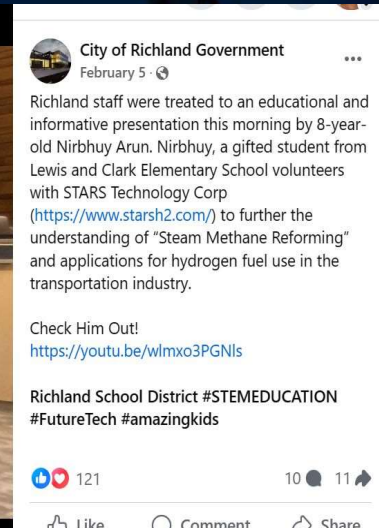 City of Richland Government
February 5 ·
Richland staff were treated to an educational and
informative presentation this morning by 8-year-
old Nirbhuy Arun. Nirbhuy, a gifted student from
Lewis and Clark Elementary School volunteers
with STARS Technology Corp
(https://www.starsh2.com/) to further the
understanding of "Steam Methane Reforming"
and applications for hydrogen fuel use in the
transportation industry.
Check Him Out!
https://youtu.be/wlmxo3PGNls
Richland School District #STEMEDUCATION
#FutureTech #amazingkids
121
10
11
Like
Comment
Share